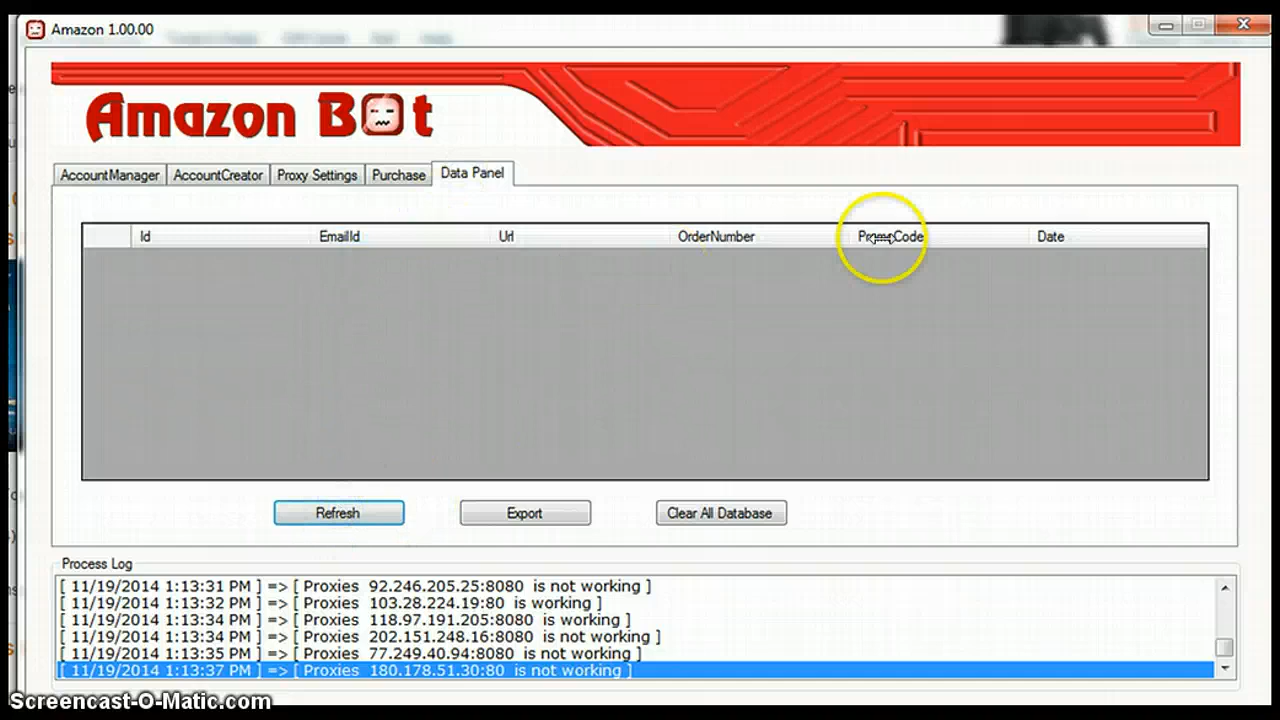 Amazon 1.00.00
Amazon Bot
AccountManager AccountCreator Proxy Settings Purchase Data Panel
Id EmailId Url OrderNumber PromoCode Date
Refresh Export Clear All Database
Process Log
[ 11/19/2014 1:13:31 PM ] => [ Proxies 92.246.205.25:8080 is not working ]
[ 11/19/2014 1:13:32 PM ] => [ Proxies 103.28.224.19:80 is working ]
[ 11/19/2014 1:13:34 PM ] => [ Proxies 118.97.191.205:8080 is working ]
[ 11/19/2014 1:13:34 PM ] => [ Proxies 202.151.248.16:8080 is not working ]
[ 11/19/2014 1:13:35 PM ] => [ Proxies 77.249.40.94:8080 is not working ]
[ 11/19/2014 1:13:37 PM ] => [ Proxies 180.178.51.30:80 is not working ]
Screencast-O-Matic.com